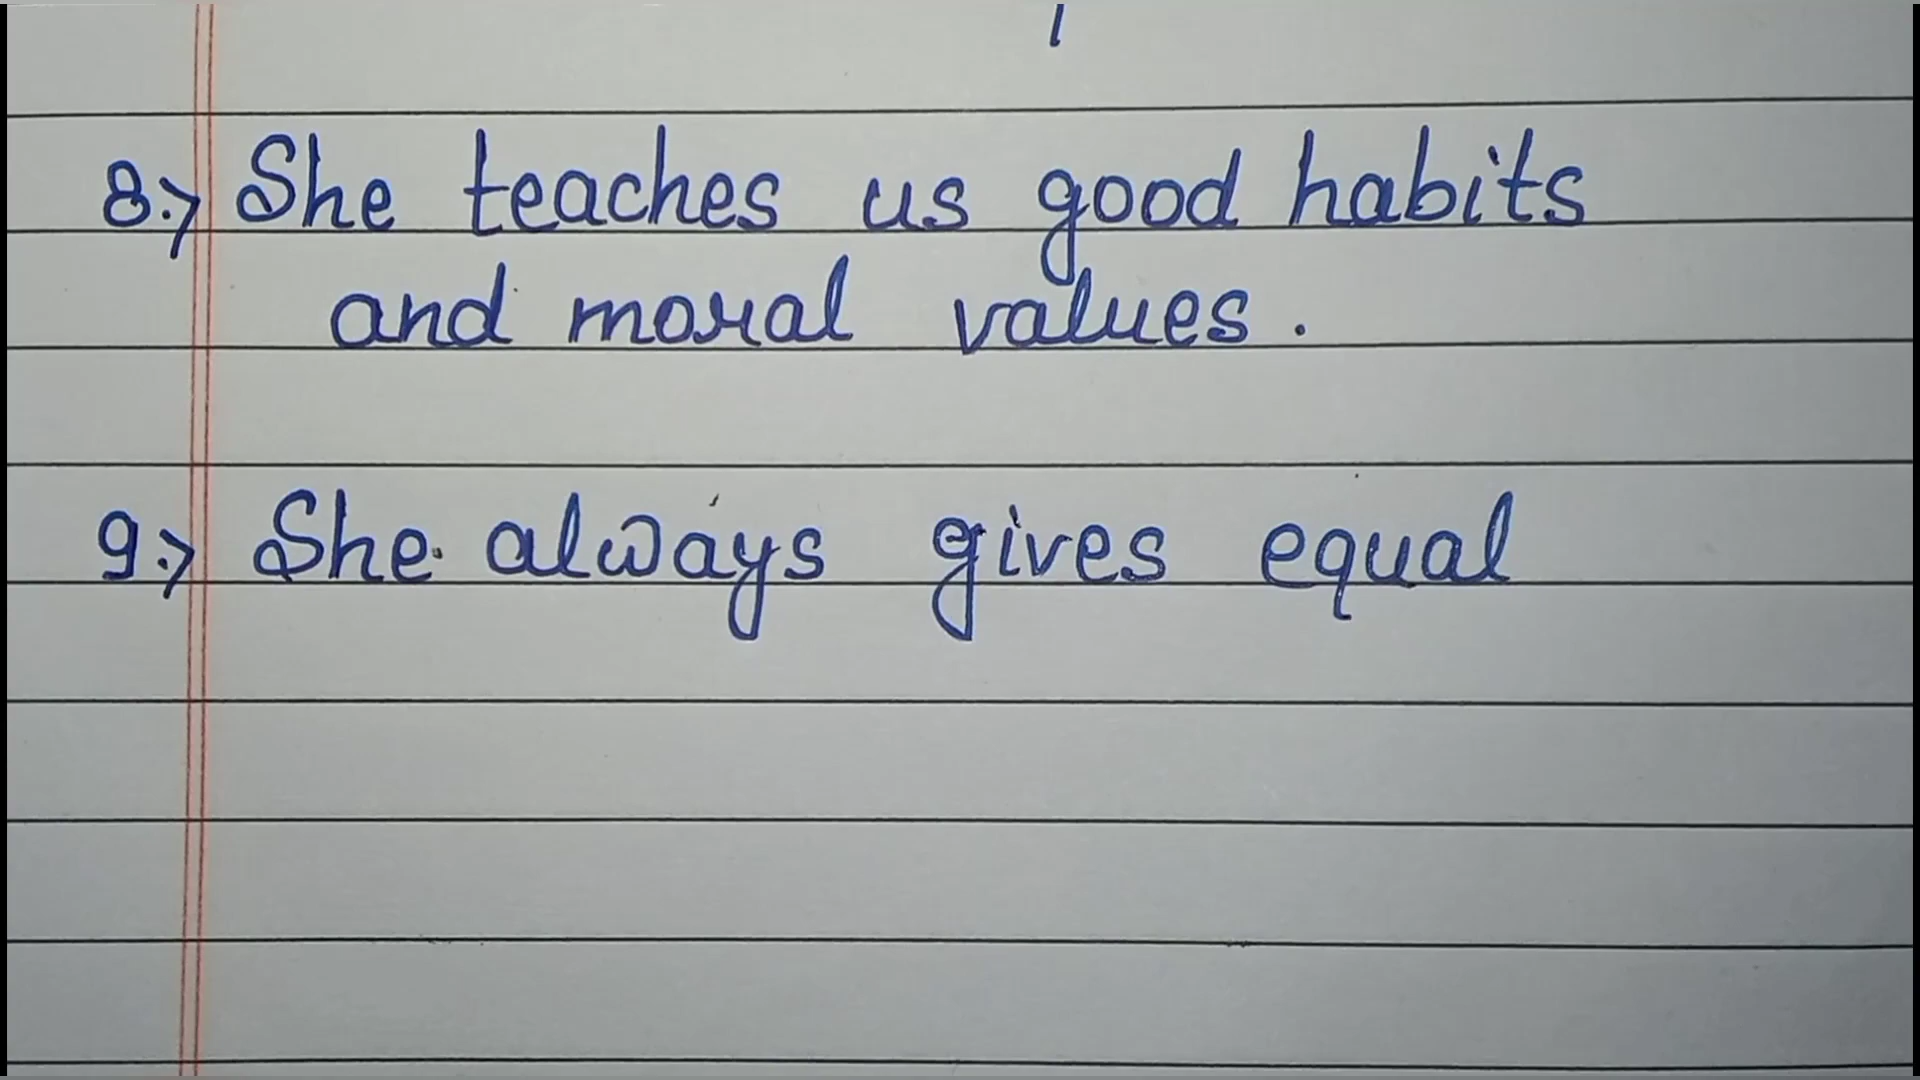 8.> She teaches us good habits
and moral values.
9.> She always gives equal